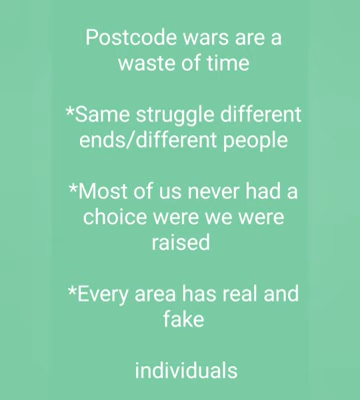 Postcode wars are a
waste of time
*Same struggle different
ends/different people
*Most of us never had a
choice were we were
raised
*Every area has real and
fake
individuals